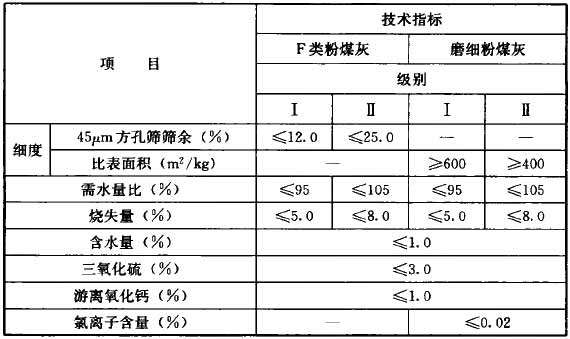 项 目 技术指标
F类粉煤灰 磨细粉煤灰
级别
Ⅰ Ⅱ Ⅰ Ⅱ
细度 45μm方孔筛筛余(%) ≤12.0 ≤25.0 — —
比表面积(m²/kg) — ≥600 ≥400
需水量比(%) ≤95 ≤105 ≤95 ≤105
烧失量(%) ≤5.0 ≤8.0 ≤5.0 ≤8.0
含水量(%) ≤1.0
三氧化硫(%) ≤3.0
游离氧化钙(%) ≤1.0
氯离子含量(%) — ≤0.02